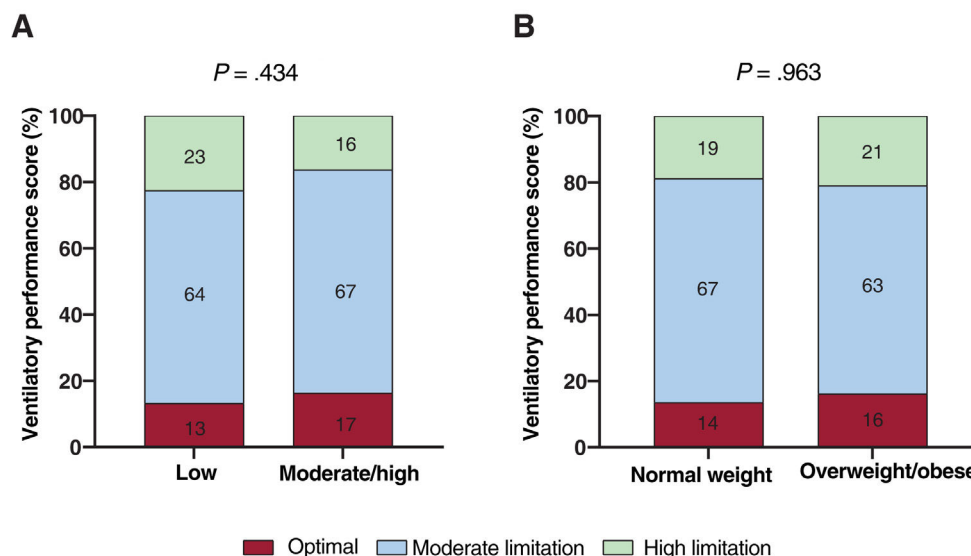 A
P = .434
Ventilatory performance score (%)
100
80
60
40
20
0
23
64
13
16
67
17
Low
Moderate/high
B
P = .963
Ventilatory performance score (%)
100
80
60
40
20
0
19
67
14
21
63
16
Normal weight
Overweight/obese
Optimal
Moderate limitation
High limitation